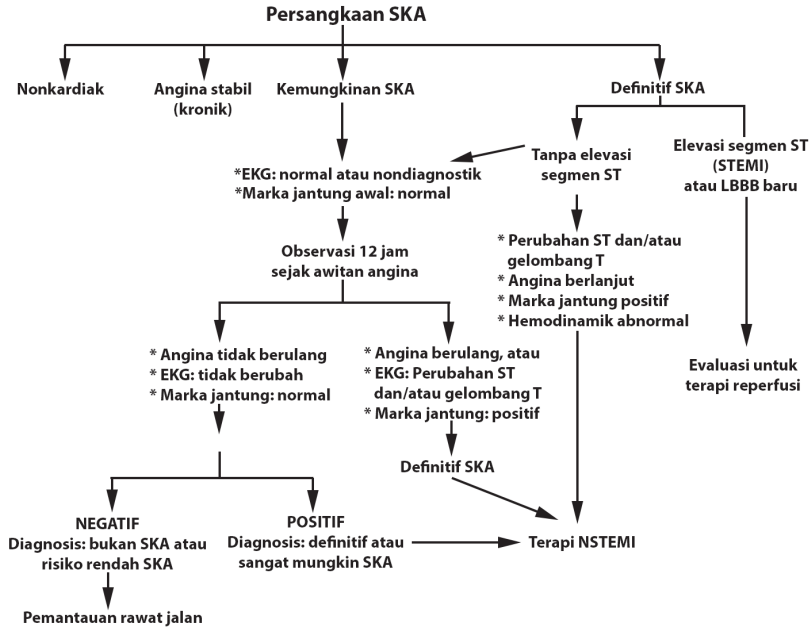 Persangkaan SKA
Nonkardiak
Angina stabil
(kronik)
Kemungkinan SKA
Definitif SKA
*EKG: normal atau nondiagnostik
*Marka jantung awal: normal
Tanpa elevasi
segmen ST
Elevasi segmen ST
(STEMI)
atau LBBB baru
Observasi 12 jam
sejak awitan angina
* Perubahan ST dan/atau
gelombang T
* Angina berlanjut
* Marka jantung positif
* Hemodinamik abnormal
* Angina tidak berulang
* EKG: tidak berubah
* Marka jantung: normal
* Angina berulang, atau
* EKG: Perubahan ST
dan/atau gelombang T
* Marka jantung: positif
Evaluasi untuk
terapi reperfusi
Definitif SKA
NEGATIF
Diagnosis: bukan SKA atau
risiko rendah SKA
POSITIF
Diagnosis: definitif atau
sangat mungkin SKA
Terapi NSTEMI
Pemantauan rawat jalan